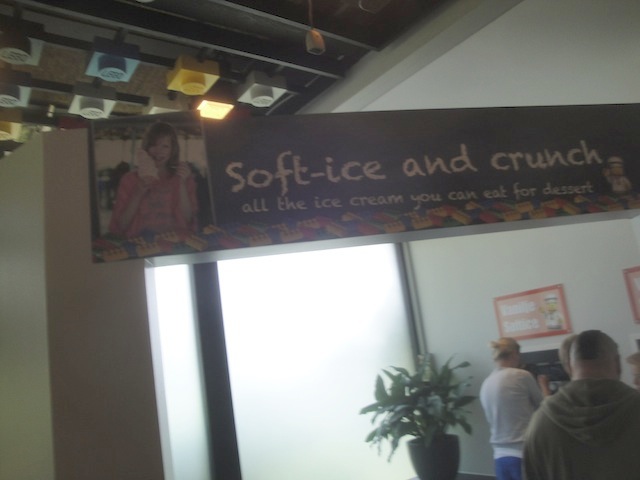 Soft-ice and crunch
all the ice cream you can eat for dessert